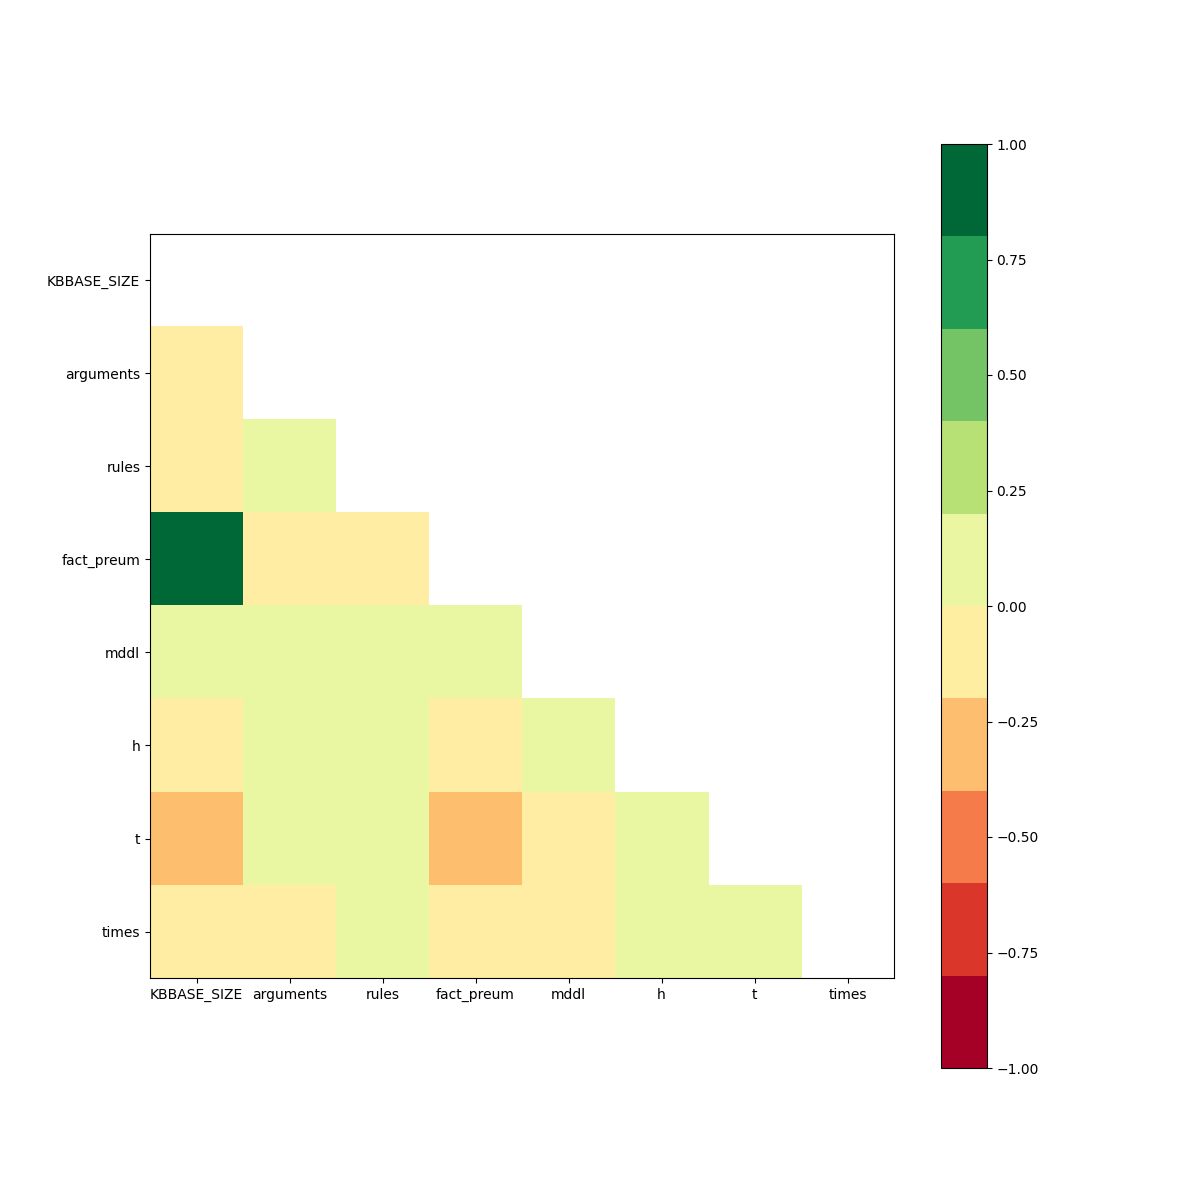 KBBASE_SIZE
arguments
rules
fact_preum
mddl
h
t
times
KBBASE_SIZE arguments rules fact_preum mddl h t times
1.00
0.75
0.50
0.25
0.00
−0.25
−0.50
−0.75
−1.00